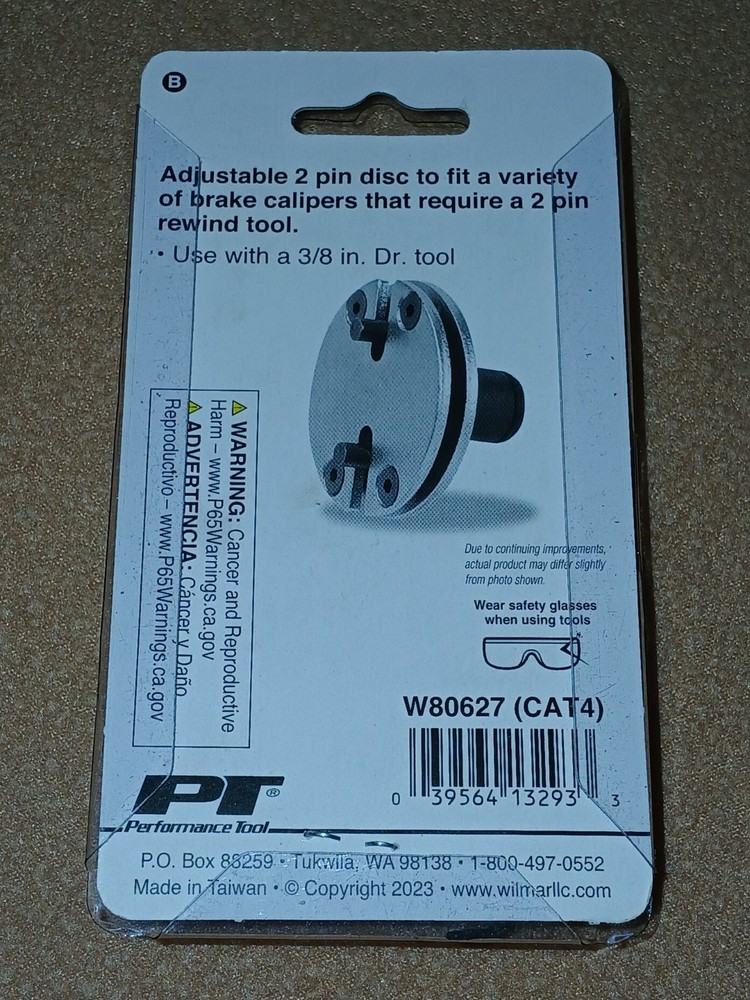 B
Adjustable 2 pin disc to fit a variety
of brake calipers that require a 2 pin
rewind tool.
• Use with a 3/8 in. Dr. tool
WARNING: Cancer and Reproductive
Harm – www.P65Warnings.ca.gov
ADVERTENCIA: Cáncer y Daño
Reproductivo – www.P65Warnings.ca.gov
Due to continuing improvements,
actual product may differ slightly
from photo shown.
Wear safety glasses
when using tools
W80627 (CAT4)
0 39564 13293 3
PT®
Performance Tool
P.O. Box 88259 • Tukwila, WA 98138 • 1-800-497-0552
Made in Taiwan • © Copyright 2023 • www.wilmarllc.com